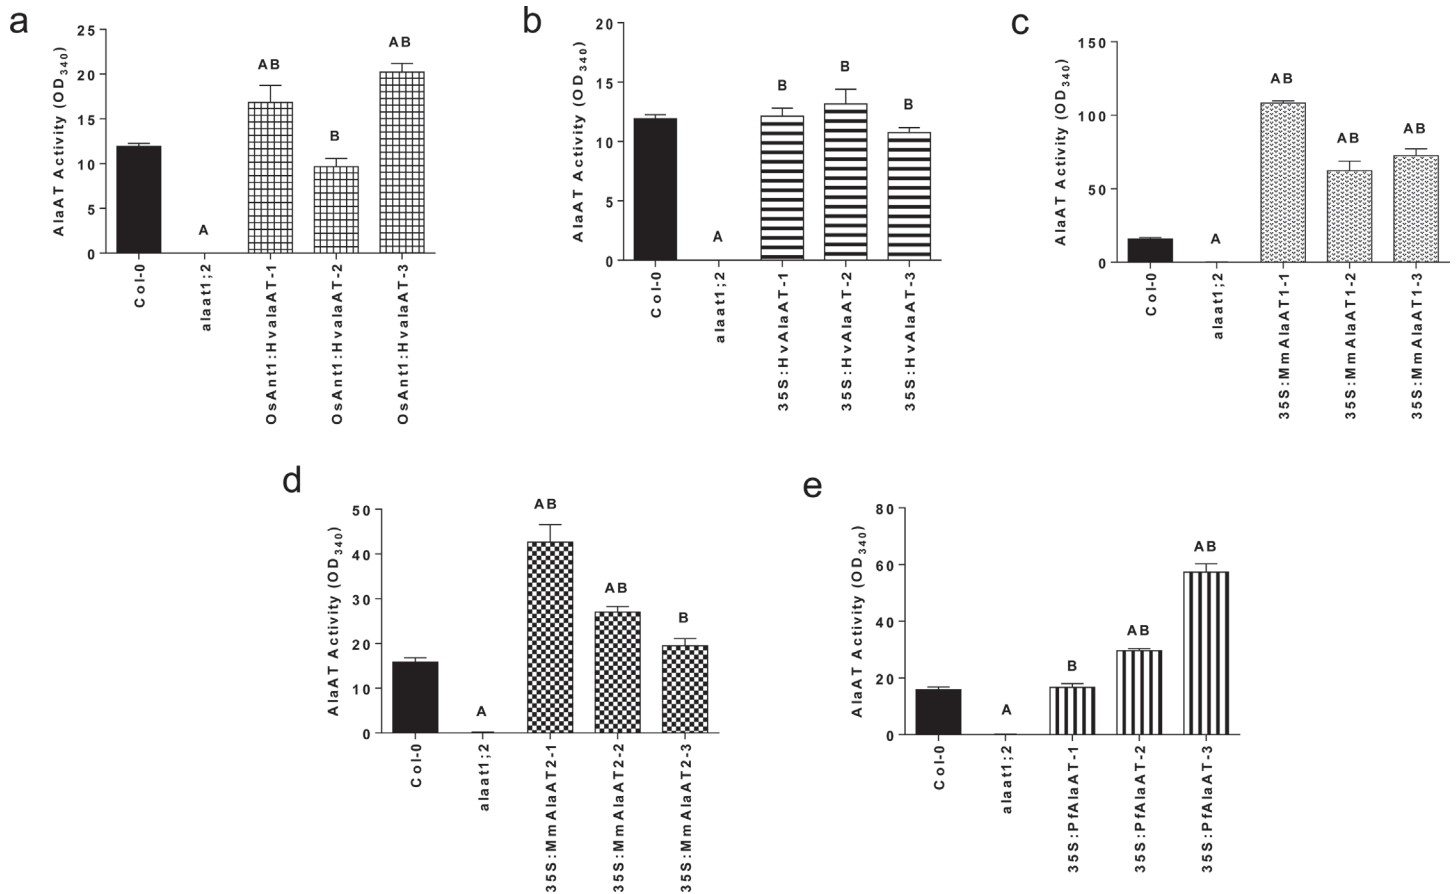 a
AlaAT Activity (OD340)
25
20
15
10
5
0
AB
AB
B
A
Col-0
alaat1;2
OsAnt1:HvalaAT-1
OsAnt1:HvalaAT-2
OsAnt1:HvalaAT-3
b
AlaAT Activity (OD340)
20
15
10
5
0
B
B
B
A
Col-0
alaat1;2
35S:HvAlaAT-1
35S:HvAlaAT-2
35S:HvAlaAT-3
c
AlaAT Activity (OD340)
150
100
50
0
AB
AB
AB
A
Col-0
alaat1;2
35S:MmAlaAT1-1
35S:MmAlaAT1-2
35S:MmAlaAT1-3
d
AlaAT Activity (OD340)
50
40
30
20
10
0
AB
AB
B
A
Col-0
alaat1;2
35S:MmAlaAT2-1
35S:MmAlaAT2-2
35S:MmAlaAT2-3
e
AlaAT Activity (OD340)
80
60
40
20
0
AB
AB
B
A
Col-0
alaat1;2
35S:PfAlaAT-1
35S:PfAlaAT-2
35S:PfAlaAT-3